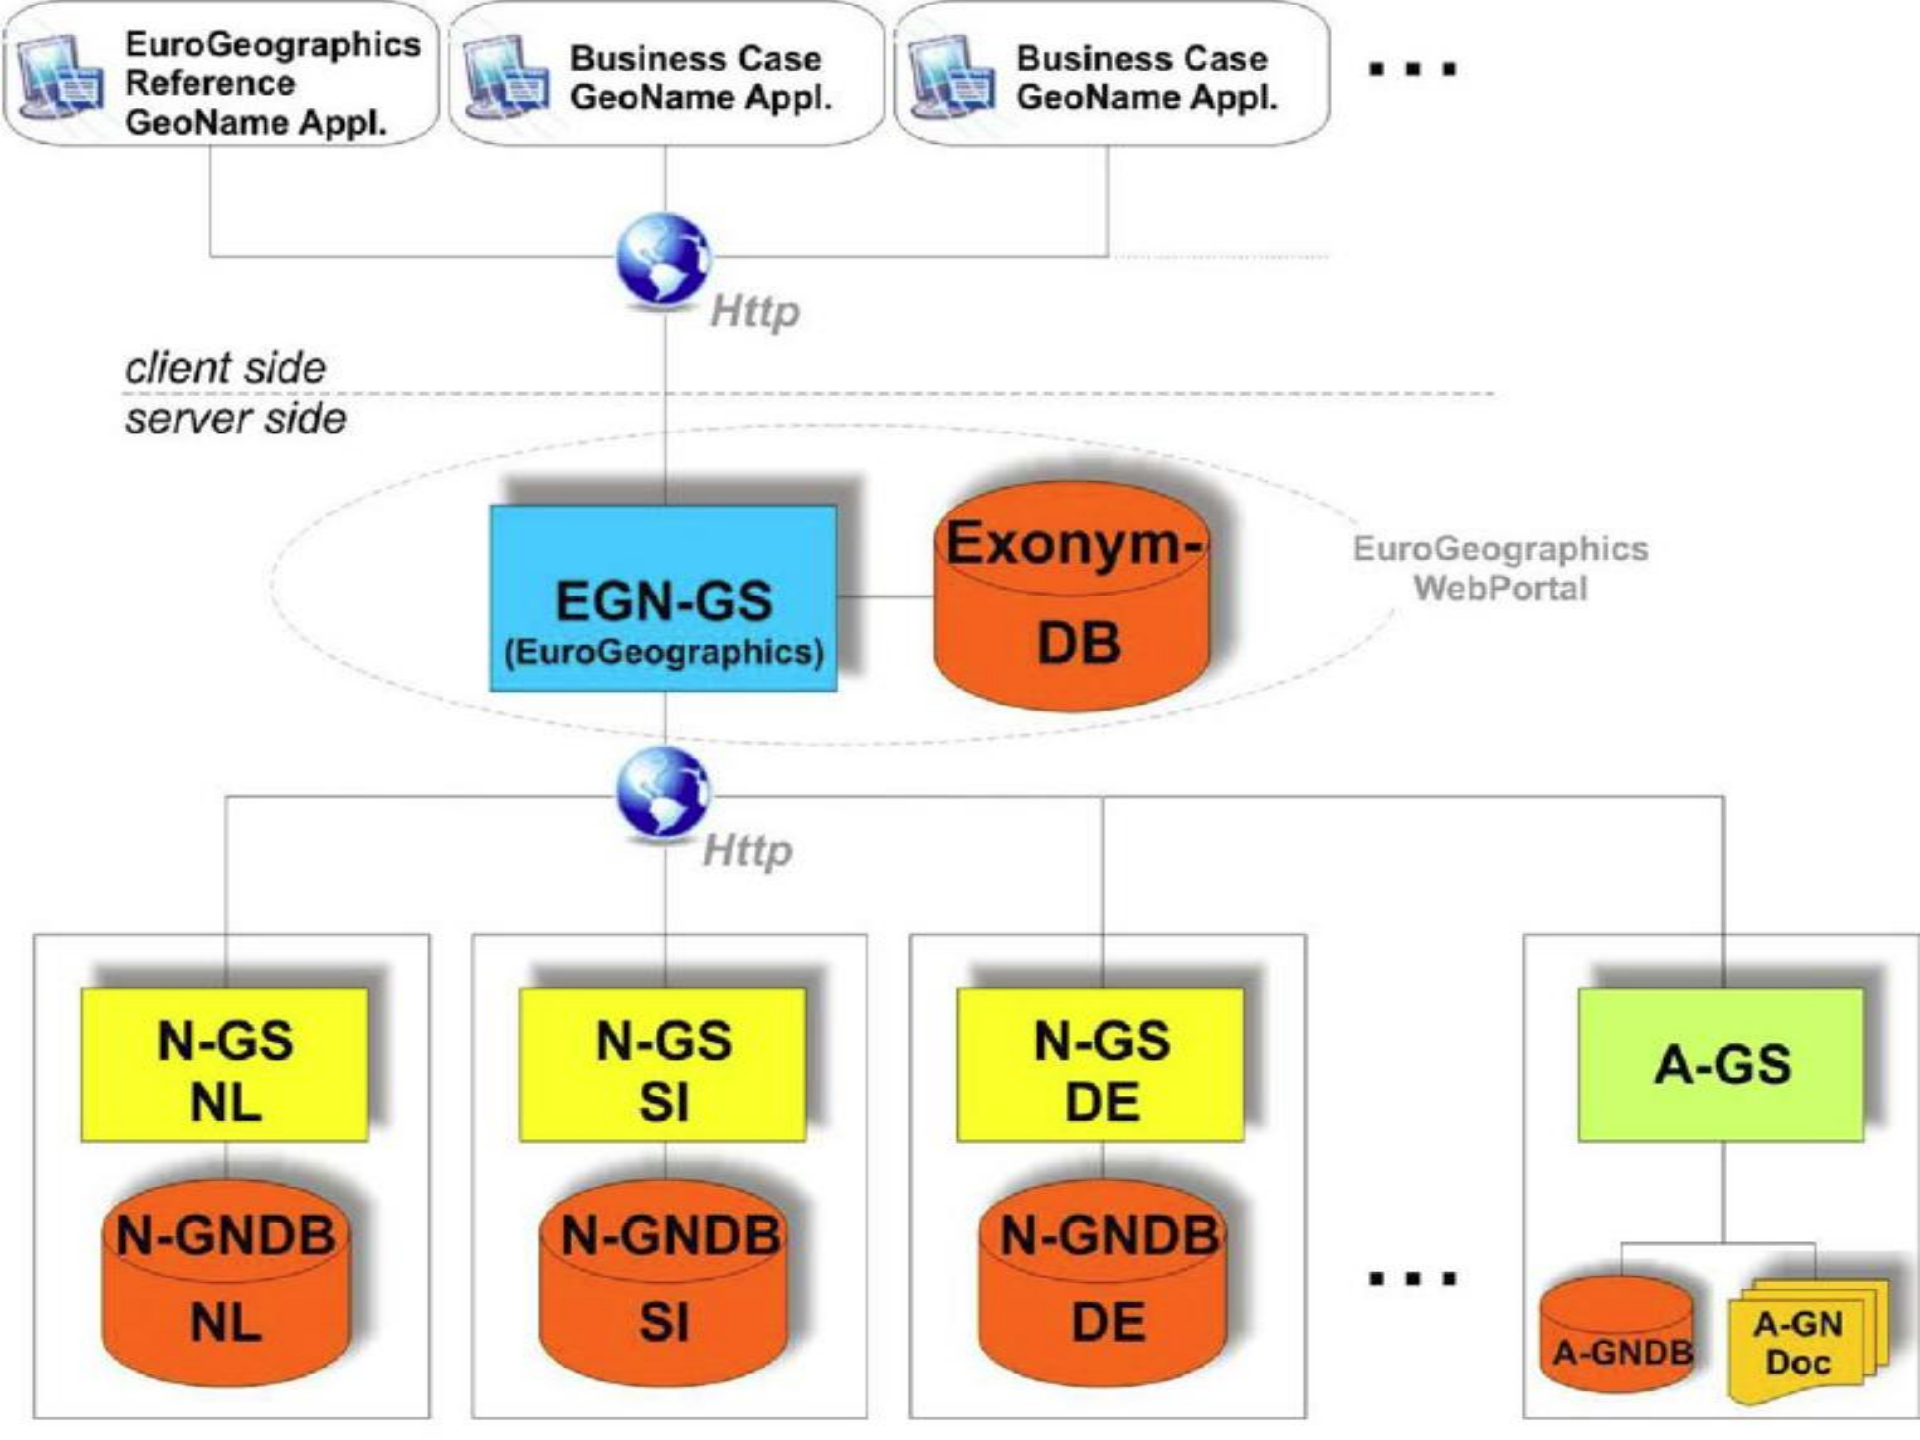 EuroGeographics
Reference
GeoName Appl.
Business Case
GeoName Appl.
Business Case
GeoName Appl.
...
Http
client side
server side
EGN-GS
(EuroGeographics)
Exonym-
DB
EuroGeographics
WebPortal
Http
N-GS
NL
N-GNDB
NL
N-GS
SI
N-GNDB
SI
N-GS
DE
N-GNDB
DE
...
A-GS
A-GNDB
A-GN
Doc